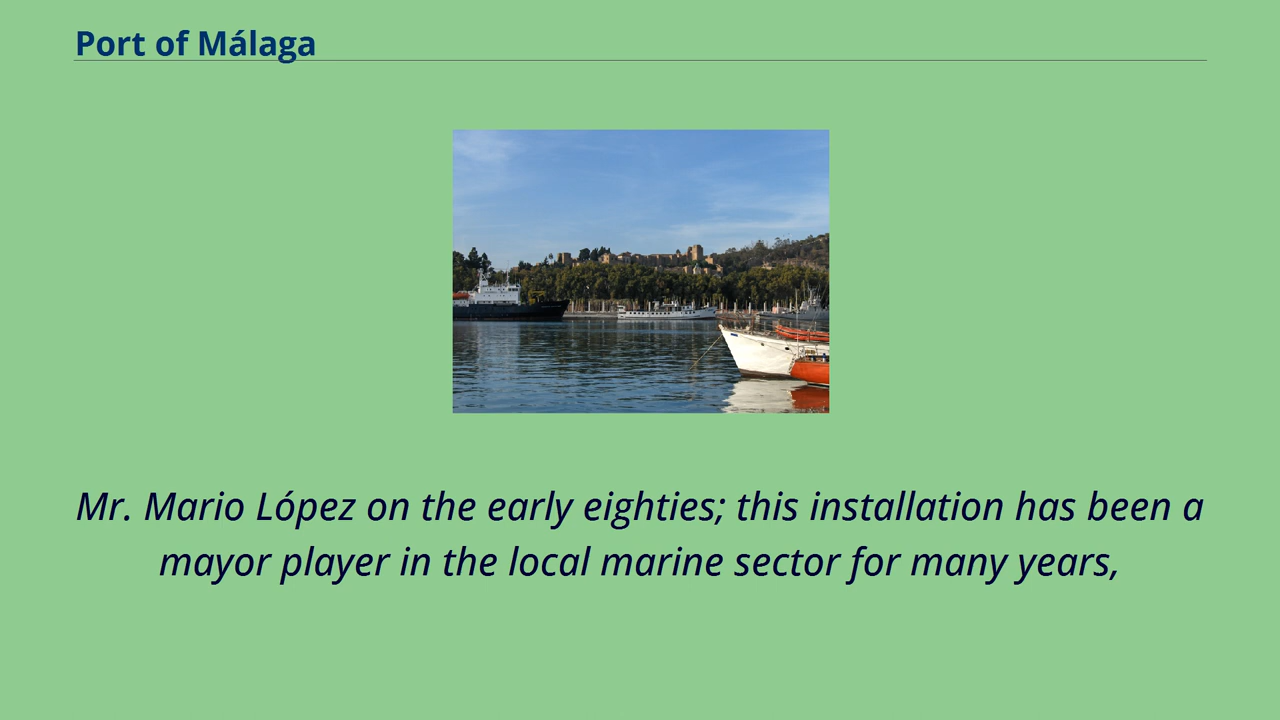 Port of Málaga
Mr. Mario López on the early eighties; this installation has been a
mayor player in the local marine sector for many years,